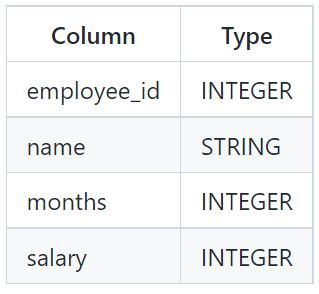 Column Type
employee_id INTEGER
name STRING
months INTEGER
salary INTEGER